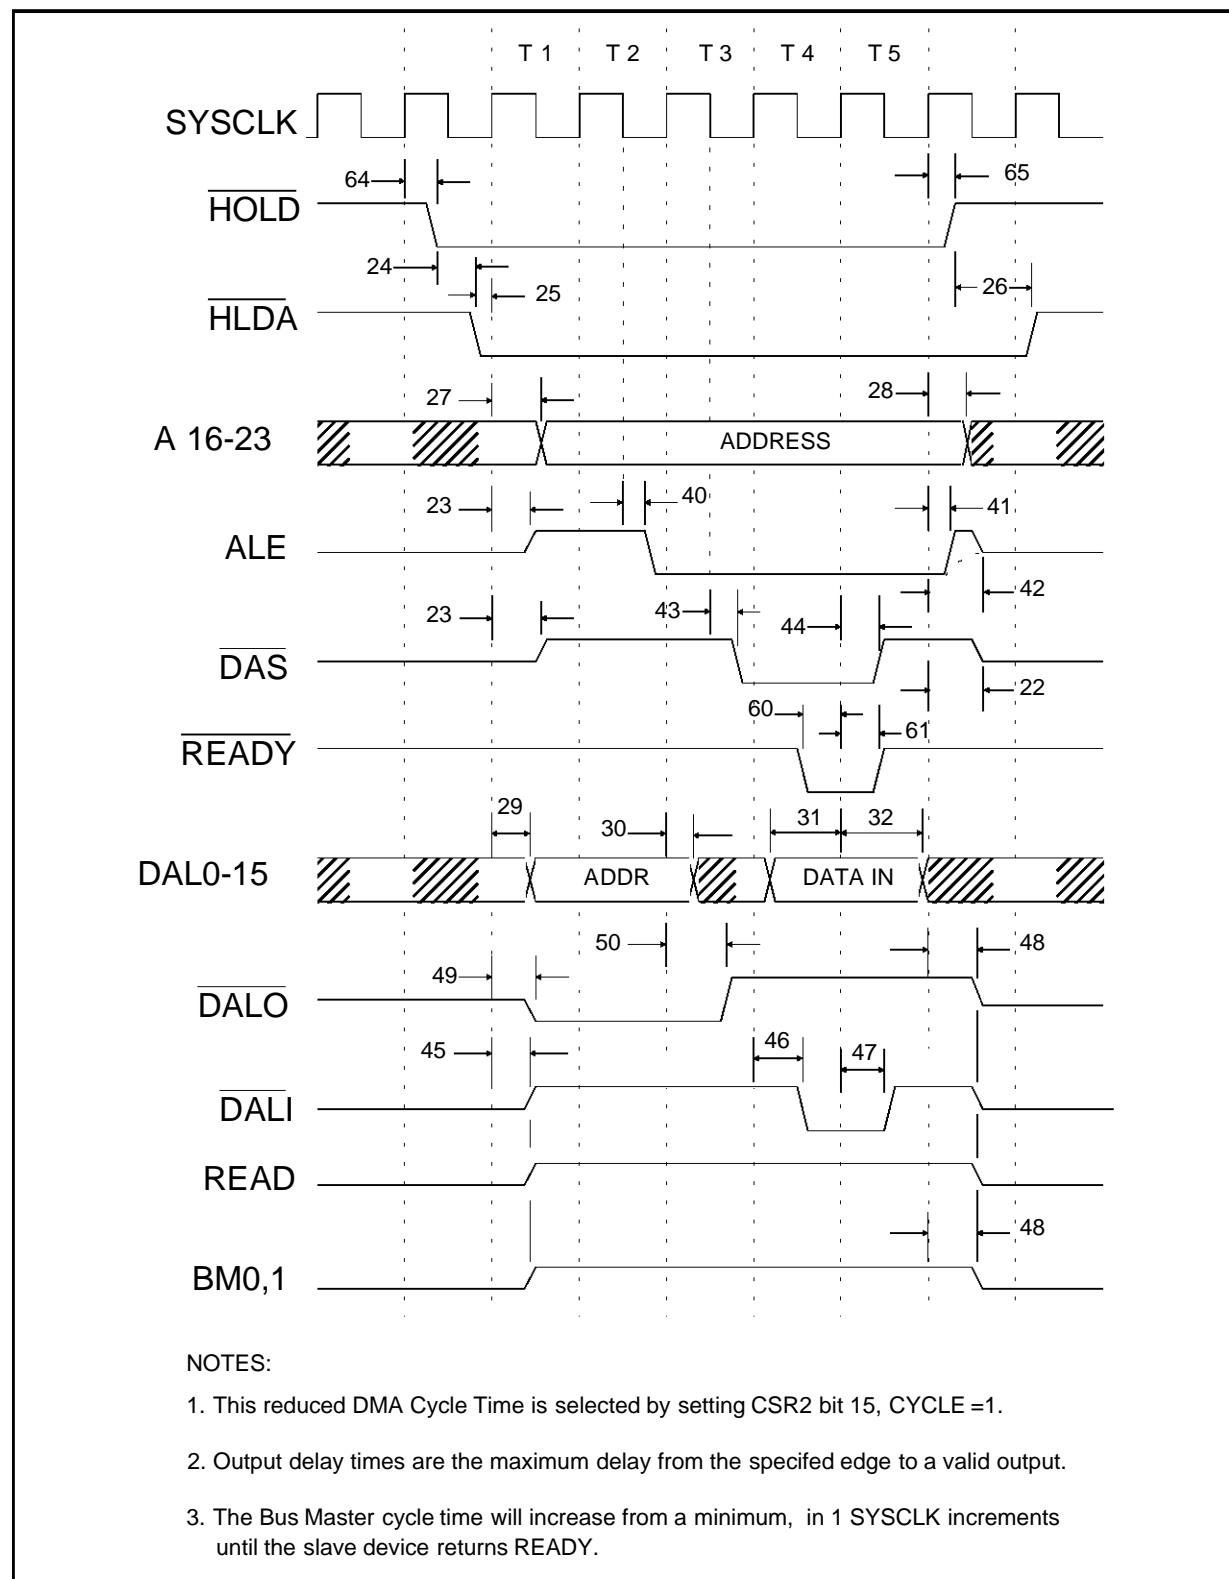 T 1 T 2 T 3 T 4 T 5
SYSCLK
64 65
HOLD
24 25 26
HLDA
27 28
A 16-23 ADDRESS
23 40 41
ALE
42
23 43 44
DAS
22
60 61
READY
29 30 31 32
DAL0-15 ADDR DATA IN
50 48
49
DALO
45 46 47
DALI
READ
48
BM0,1
NOTES:
1. This reduced DMA Cycle Time is selected by setting CSR2 bit 15, CYCLE =1.
2. Output delay times are the maximum delay from the specifed edge to a valid output.
3. The Bus Master cycle time will increase from a minimum, in 1 SYSCLK increments
until the slave device returns READY.